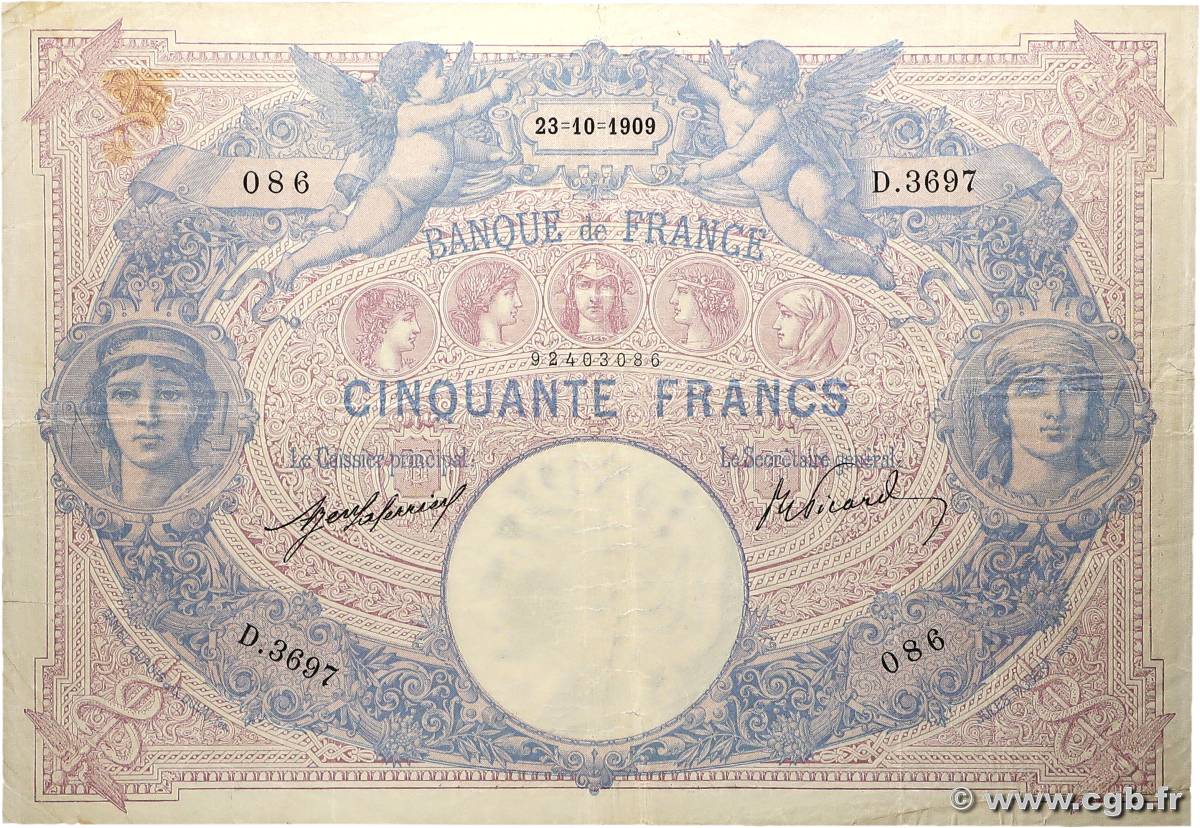 23=10=1909
086
D.3697
BANQUE de FRANCE
92403086
CINQUANTE FRANCS
Le Caissier principal:
Le Secrétaire général:
D.3697
086
© www.cgb.fr